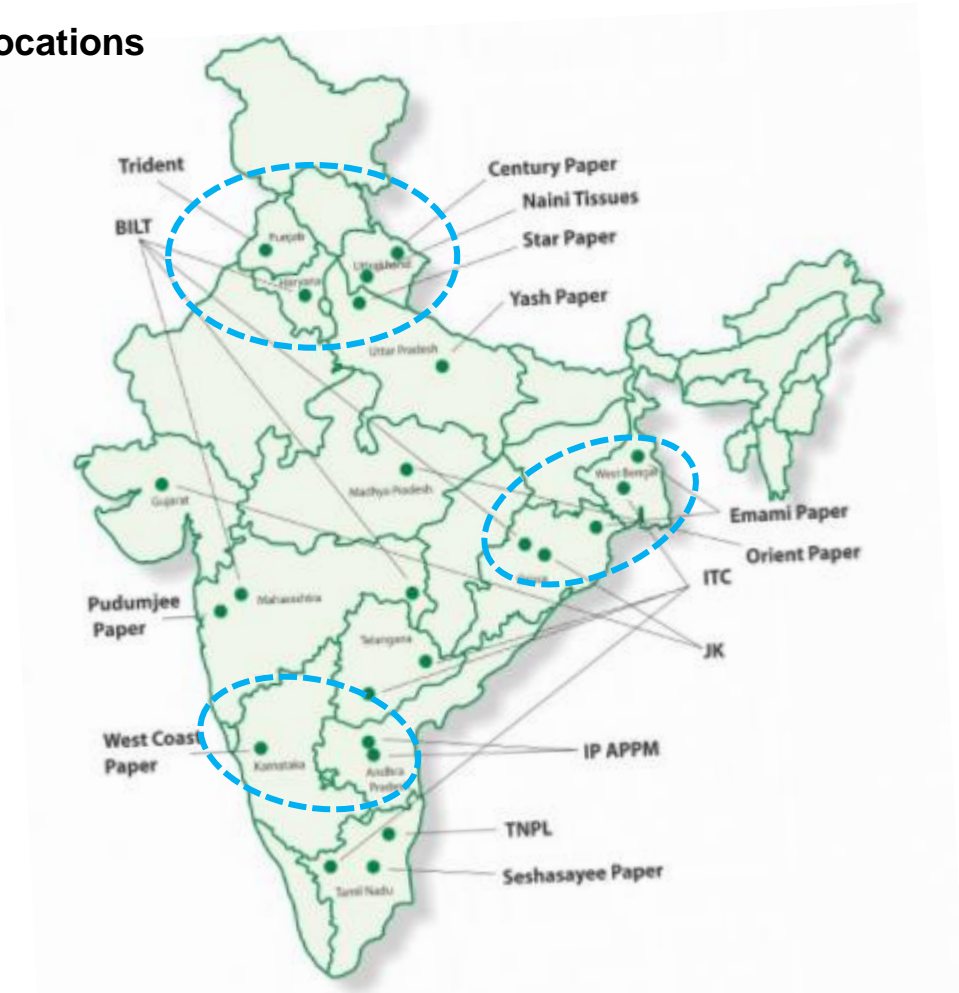 ocations
Trident
Century Paper
Naini Tissues
BILT
Star Paper
Punjab
Uttrakhand
Haryana
Yash Paper
Uttar Pradesh
West Bengal
Madhya Pradesh
Gujarat
Emami Paper
Orient Paper
ITC
Pudumjee
Paper
Maharashtra
Telangana
JK
West Coast
Paper
IP APPM
Karnataka
Andhra
Prades
TNPL
Seshasayee Paper
Tamil Nadu